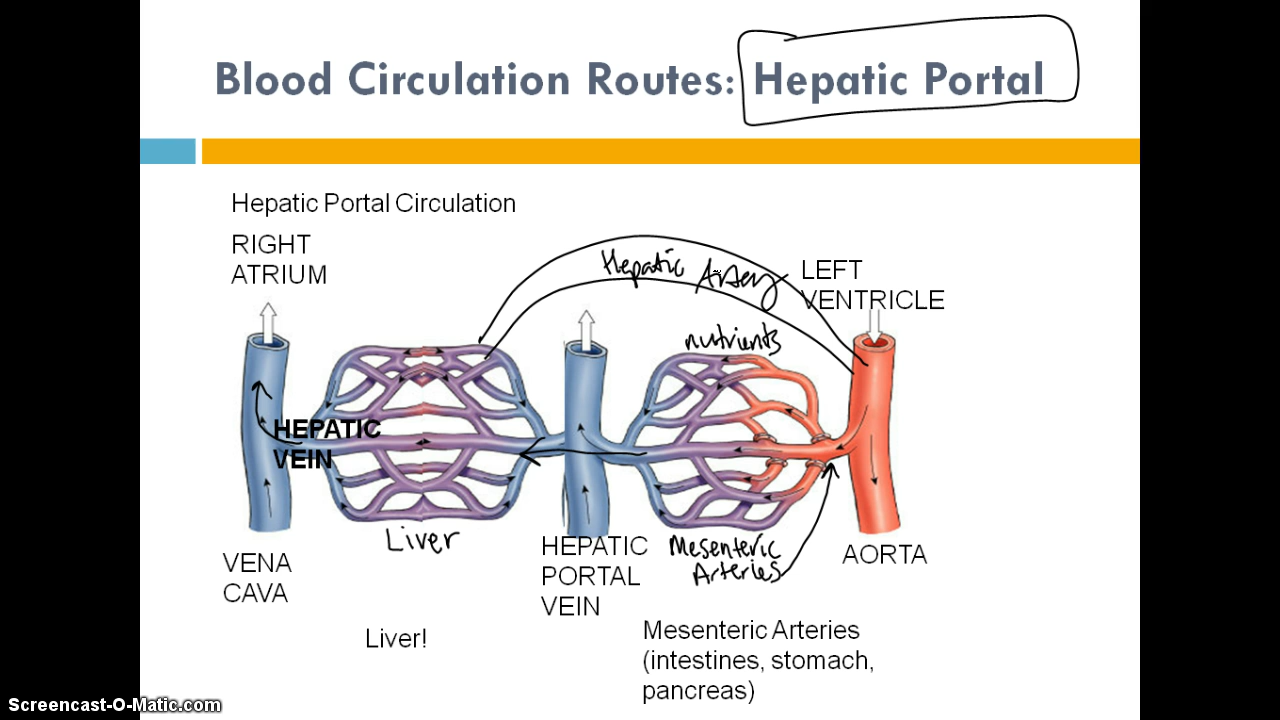 Blood Circulation Routes: Hepatic Portal
Hepatic Portal Circulation
RIGHT
ATRIUM
Hepatic Artery
LEFT
VENTRICLE
nutrients
HEPATIC
VEIN
Liver
HEPATIC
PORTAL
VEIN
Mesenteric
Arteries
AORTA
VENA
CAVA
Liver!
Mesenteric Arteries
(intestines, stomach,
pancreas)
Screencast-O-Matic.com